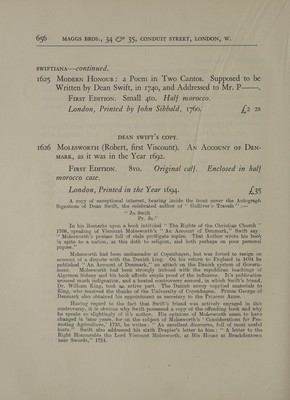 656 MAGGS BROS., 34 & 35, CONDUIT STREET, LONDON, W.
SWIFTIANA—continued.
1625 MODERN HONOUR: a Poem in Two Cantos. Supposed to be
Written by Dean Swift, in 1740, and Addressed to Mr. P——.
FIRST EDITION. Small 4to. Half morocco.
London, Printed by John Sibbald, 1760. £2 2s
DEAN SWIFT'S COPY.
1626 MOLESWORTH (Robert, first Viscount). AN ACCOUNT OF DEN-
MARK, as it was in the Year 1692.
FIRST EDITION. 8vo. Original calf. Enclosed in half
morocco case.
London, Printed in the Year 1694. £35
A copy of exceptional interest, bearing inside the front cover the Autograph
Signature of Dean Swift, the celebrated author of "Gulliver's Travels"—
"Jo Swift
Pr. 3s."
In his Remarks upon a book intitled "The Rights of the Christian Church"
1708, speaking of Viscount Molesworth's "An Account of Denmark," Swift say
"Molesworth's preface full of stale profligate topics. That Author wrote his book
in spite to a nation, as this doth to religion, and both perhaps on poor personal
piques."
Molesworth had been ambassador at Copenhagen, but was forced to resign on
account of a dispute with the Danish King. On his return to England in 1694 he
published "An Account of Denmark," an attack on the Danish system of Govern-
ment. Molesworth had been strongly imbued with the republican teachings of
Algernon Sidney and his book affords ample proof of the influence. It's publication
aroused much indignation, and a heated controversy ensued, in which Swift's friend,
Dr. William King, took an active part. The Danish envoy supplied materials to
King, who received the thanks of the University of Copenhagen. Prince George of
Denmark also obtained his appointment as secretary to the Princess Anne.
Having regard to the fact that Swift's friend was actively engaged in this
controversy, it is obvious why Swift possessed a copy of the offending book and why
he speaks so slightingly of it's author. His opinions of Molesworth seem to have
changed in later years, for on the subject of Molesworth's "Considerations for Pro-
moting Agriculture," 1723, he writes: "An excellent discourse, full of most useful
hints." Swift also addressed his sixth Drapier's letter to him: "A letter to the
Right Honourable the Lord Viscount Molesworth, at His House at Brackdenstown
near Swords," 1724.